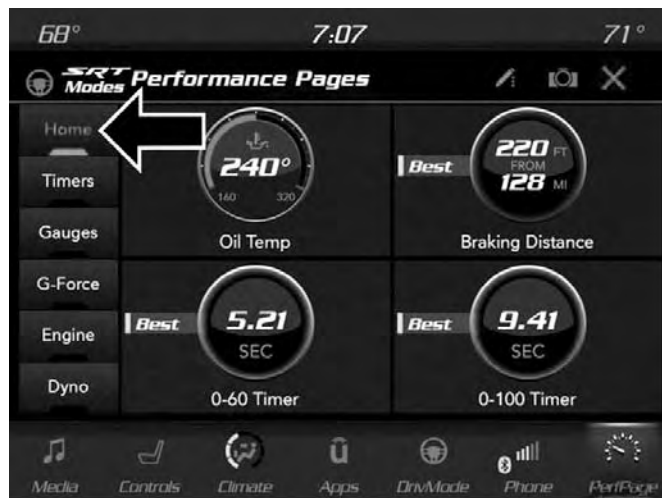 68° 7:07 71°
SRT Modes Performance Pages
Home
Timers
Gauges
G-Force
Engine
Dyno
240°
160 320
Oil Temp
Best
220 FT
FROM
128 MI
Braking Distance
Best
5.21
SEC
0-60 Timer
Best
9.41
SEC
0-100 Timer
Media Controls Climate Apps DrivMode Phone PerfPage